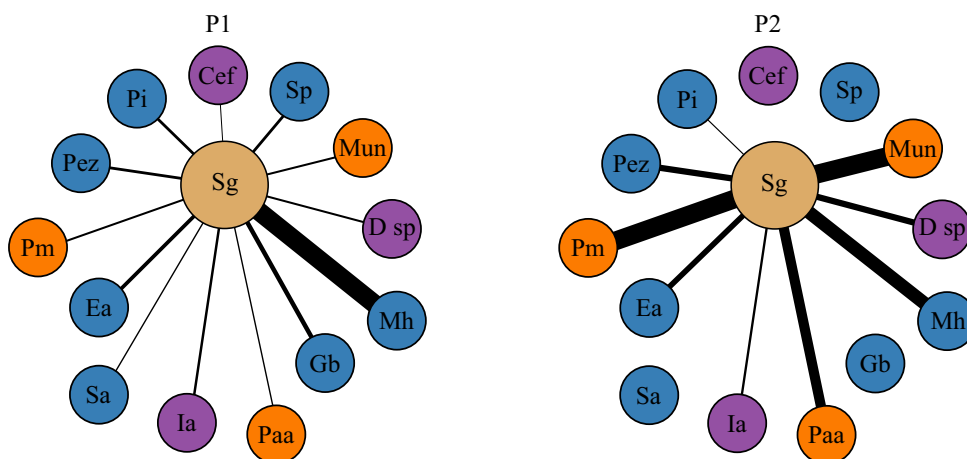 P1
Cef
Pi
Sp
Mun
Pez
Sg
D sp
Pm
Ea
Mh
Gb
Sa
Ia
Paa
P2
Cef
Pi
Sp
Mun
Pez
Sg
D sp
Pm
Ea
Mh
Gb
Sa
Ia
Paa